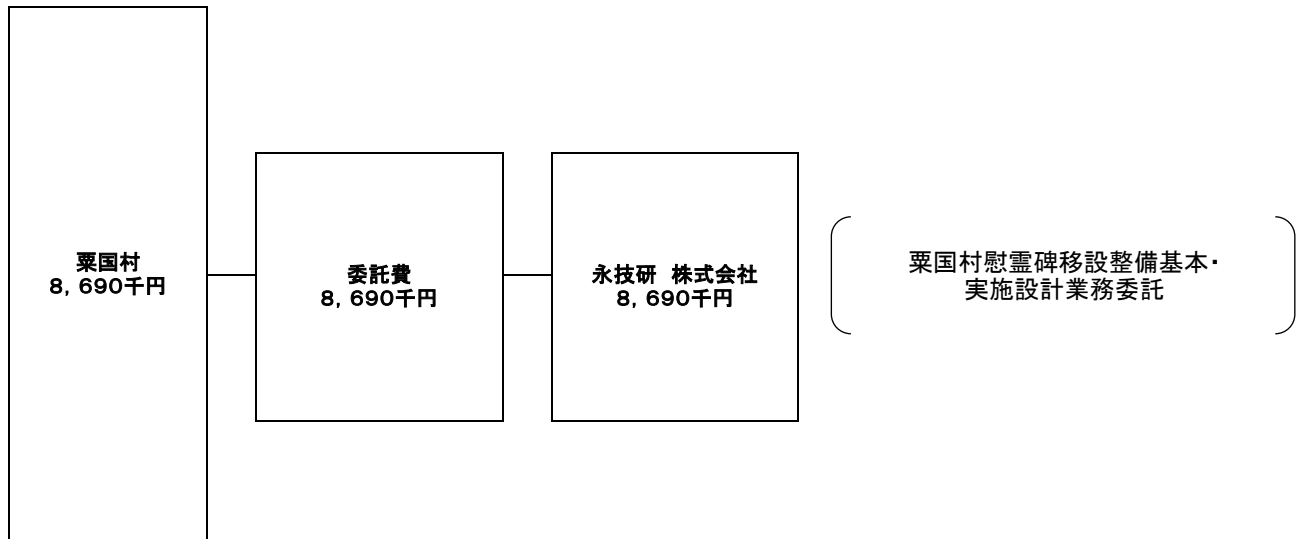 粟国村
8，690千円
委託費
8，690千円
永技研　株式会社
8，690千円
粟国村慰霊碑移設整備基本・
実施設計業務委託